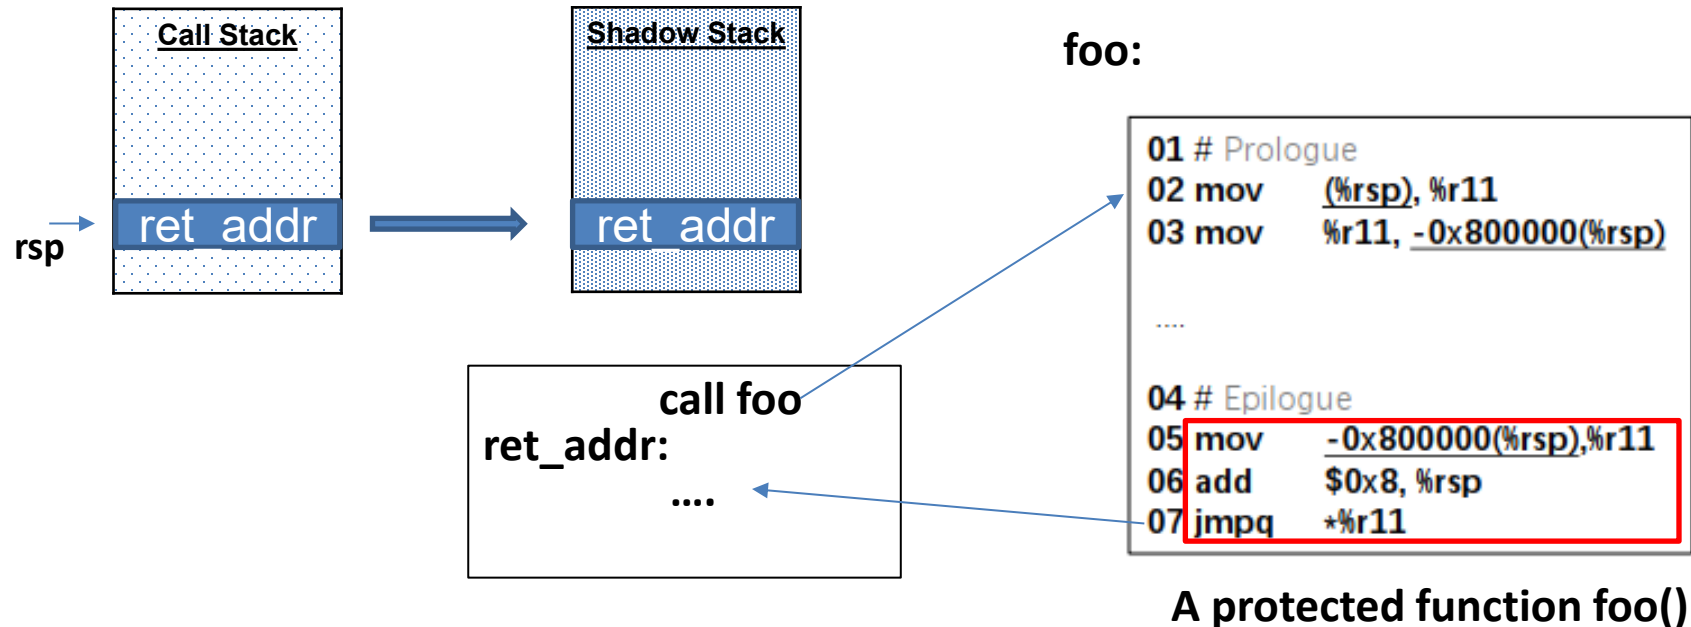 Call Stack
Shadow Stack
foo:
rsp
ret_addr
ret_addr
01 # Prologue
02 mov (%rsp), %r11
03 mov %r11, -0x800000(%rsp)
....
04 # Epilogue
05 mov -0x800000(%rsp),%r11
06 add $0x8, %rsp
07 jmpq *%r11
call foo
ret_addr:
....
A protected function foo()